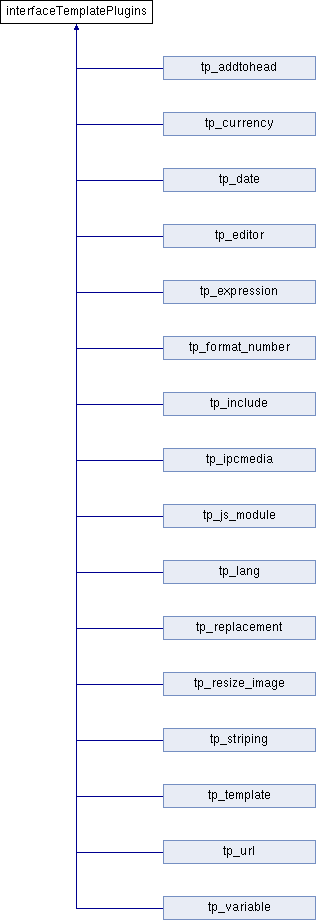 interfaceTemplatePlugins
tp_addtohead
tp_currency
tp_date
tp_editor
tp_expression
tp_format_number
tp_include
tp_ipcmedia
tp_js_module
tp_lang
tp_replacement
tp_resize_image
tp_striping
tp_template
tp_url
tp_variable